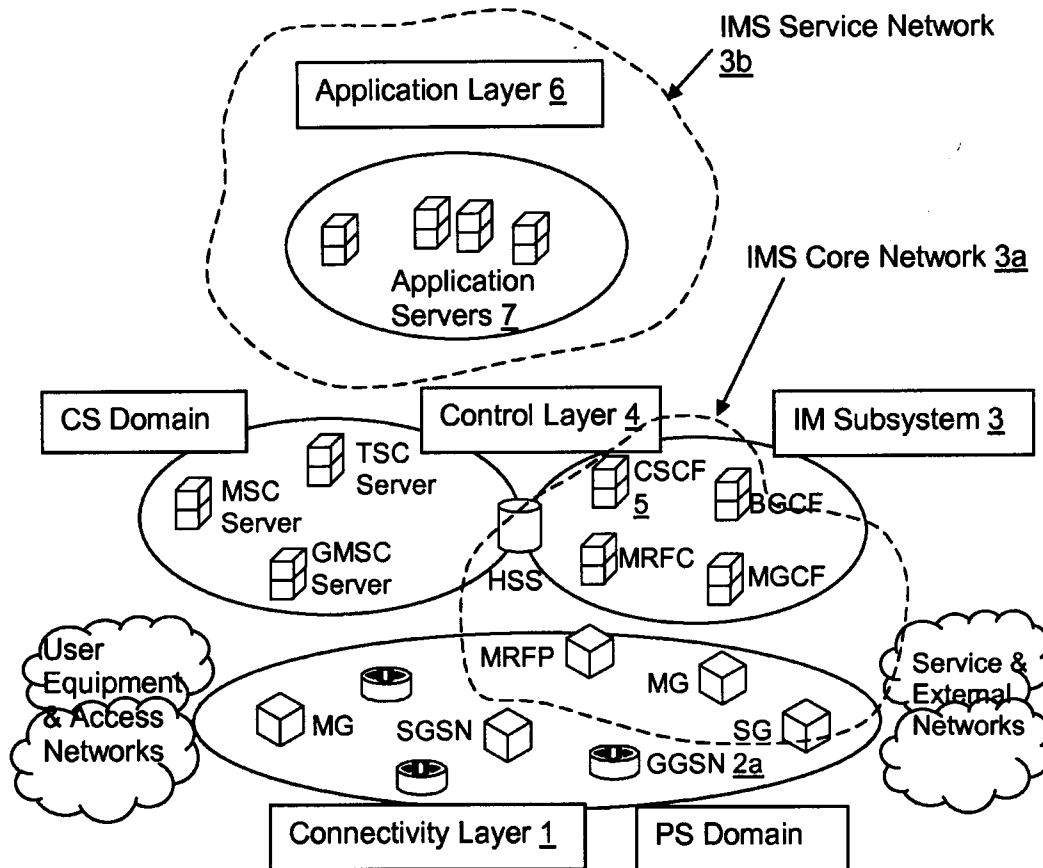 IMS Service Network
3b
Application Layer 6
Application
Servers 7
IMS Core Network 3a
CS Domain
Control Layer 4
IM Subsystem 3
TSC
Server
MSC
Server
GMSC
Server
HSS
CSCF
5
BGCF
MRFC
MGCF
User
Equipment
& Access
Networks
MRFP
MG
MG
SGSN
SG
GGSN 2a
Service &
External
Networks
Connectivity Layer 1
PS Domain